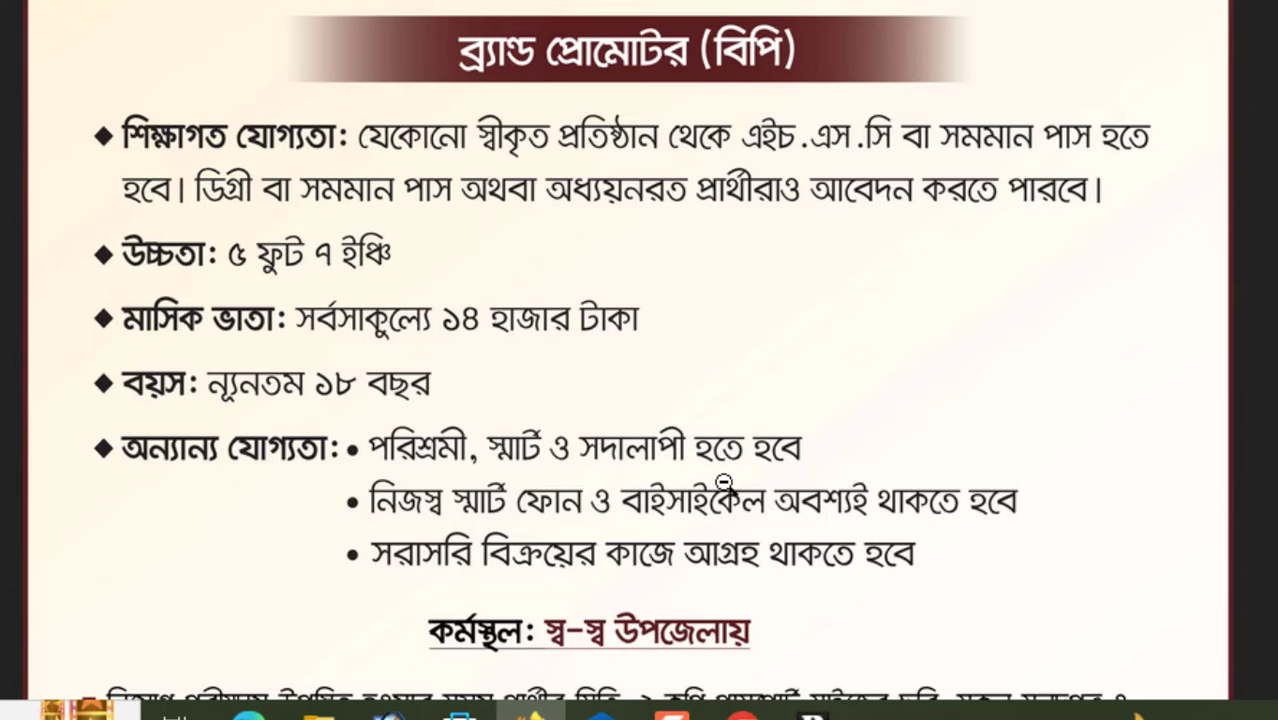 ব্র্যান্ড প্রোমোটর (বিপি)
◆ শিক্ষাগত যোগ্যতা: যেকোনো স্বীকৃত প্রতিষ্ঠান থেকে এইচ.এস.সি বা সমমান পাস হতে
হবে। ডিগ্রী বা সমমান পাস অথবা অধ্যয়নরত প্রার্থীরাও আবেদন করতে পারবে।
◆ উচ্চতা: ৫ ফুট ৭ ইঞ্চি
◆ মাসিক ভাতা: সর্বসাকুল্যে ১৪ হাজার টাকা
◆ বয়স: ন্যূনতম ১৮ বছর
◆ অন্যান্য যোগ্যতা: • পরিশ্রমী, স্মার্ট ও সদালাপী হতে হবে
• নিজস্ব স্মার্ট ফোন ও বাইসাইকেল অবশ্যই থাকতে হবে
• সরাসরি বিক্রয়ের কাজে আগ্রহ থাকতে হবে
কর্মস্থল: স্ব-স্ব উপজেলায়